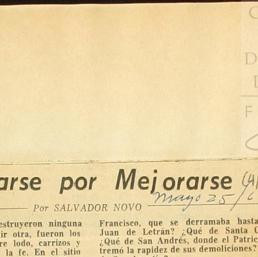 arse por Mejorarse (4)
Por SALVADOR NOVO Mayo 25/
estruyeron ninguna
ir otra, fueron los
re lodo, carrizos y
la fe. En el sitio
Francisco, que se derramaba hasta
Juan de Letrán? ¿Qué de Santa C
¿Qué de San Andrés, donde el Patric
tremó la rapidez de sus demoliciones?